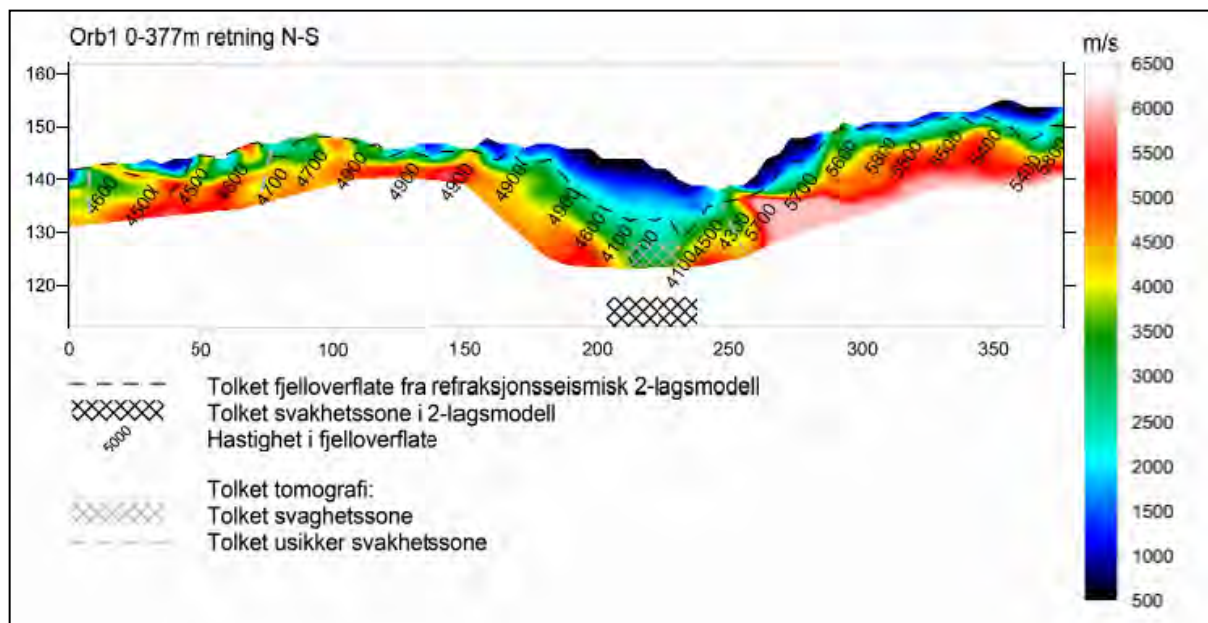 Orb1 0-377m retning N-S
m/s
160
150
140
130
120
0 50 100 150 200 250 300 350
4600 4500 4500 4600 4700 4700 4900 4900 4900 4900 4900 4600 4100 4100 4500 4300 5700 5700 5600 5800 5500 5500 5400 5400 5800
6500
6000
5500
5000
4500
4000
3500
3000
2500
2000
1500
1000
500
Tolket fjelloverflate fra refraksjonsseismisk 2-lagsmodell
Tolket svakhetssone i 2-lagsmodell
5000 Hastighet i fjelloverflate
Tolket tomografi:
Tolket svaghetssone
Tolket usikker svakhetssone